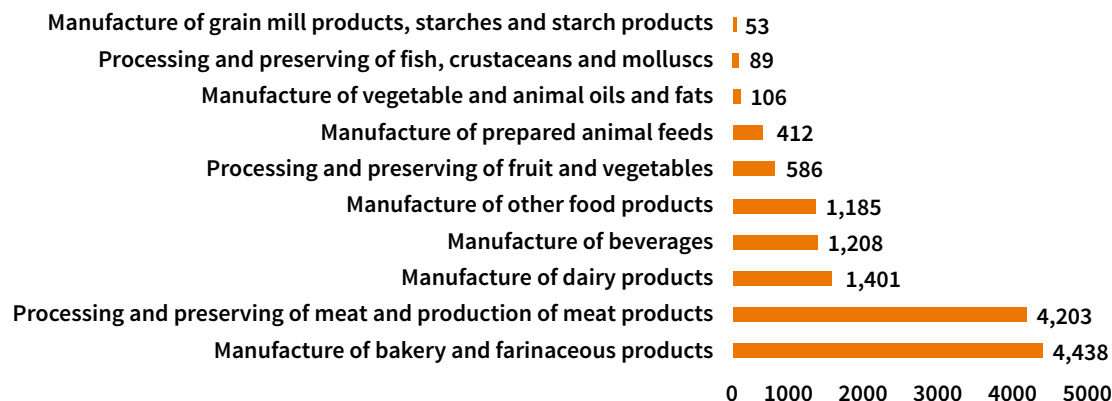 Manufacture of grain mill products, starches and starch products 53
Processing and preserving of fish, crustaceans and molluscs 89
Manufacture of vegetable and animal oils and fats 106
Manufacture of prepared animal feeds 412
Processing and preserving of fruit and vegetables 586
Manufacture of other food products 1,185
Manufacture of beverages 1,208
Manufacture of dairy products 1,401
Processing and preserving of meat and production of meat products 4,203
Manufacture of bakery and farinaceous products 4,438
0 1000 2000 3000 4000 5000